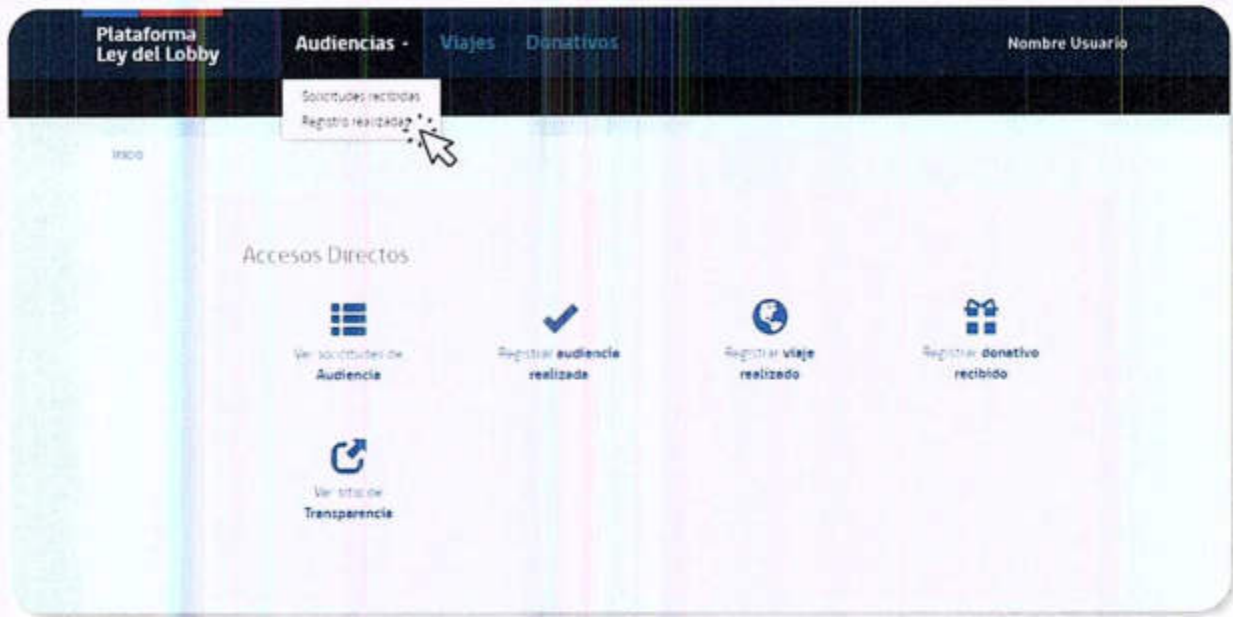 Plataforma
Ley del Lobby
Audiencias -
Viajes
Donativos
Nombre Usuario
Solicitudes recibidas
Registro realizadas
Inicio
Accesos Directos
Ver solicitudes de
Audiencia
Registrar audiencia
realizada
Registrar viaje
realizado
Registrar donativo
recibido
Ver sitio de
Transparencia